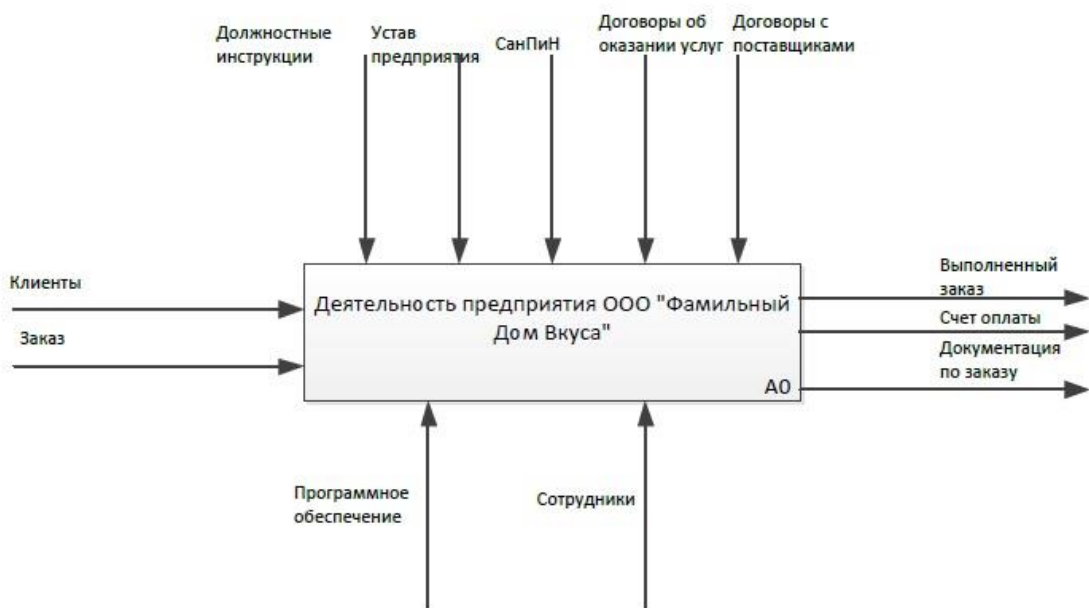 Должностные
инструкции
Устав
предприятия
СанПиН
Договоры об
оказании услуг
Договоры с
поставщиками
Клиенты
Заказ
Деятельность предприятия ООО "Фамильный
Дом Вкуса"
A0
Выполненный
заказ
Счет оплаты
Документация
по заказу
Программное
обеспечение
Сотрудники